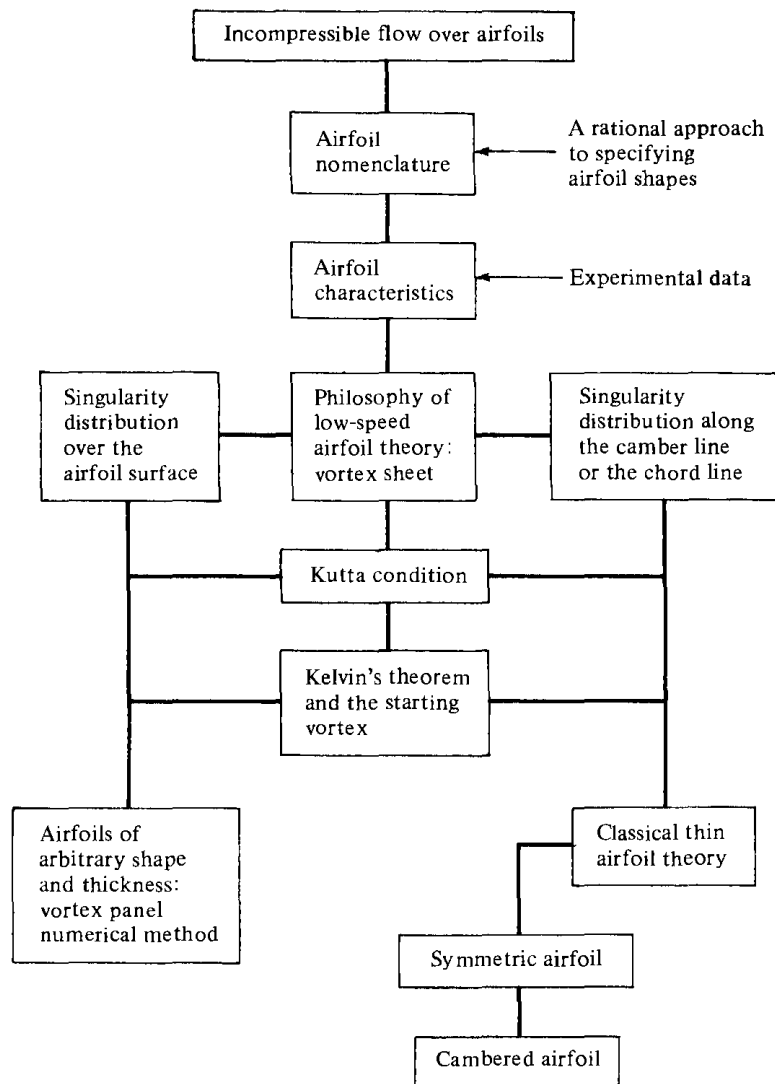 Incompressible flow over airfoils
Airfoil
nomenclature
A rational approach
to specifying
airfoil shapes
Airfoil
characteristics
Experimental data
Singularity
distribution
over the
airfoil surface
Philosophy of
low-speed
airfoil theory:
vortex sheet
Singularity
distribution along
the camber line
or the chord line
Kutta condition
Kelvin's theorem
and the starting
vortex
Airfoils of
arbitrary shape
and thickness:
vortex panel
numerical method
Classical thin
airfoil theory
Symmetric airfoil
Cambered airfoil